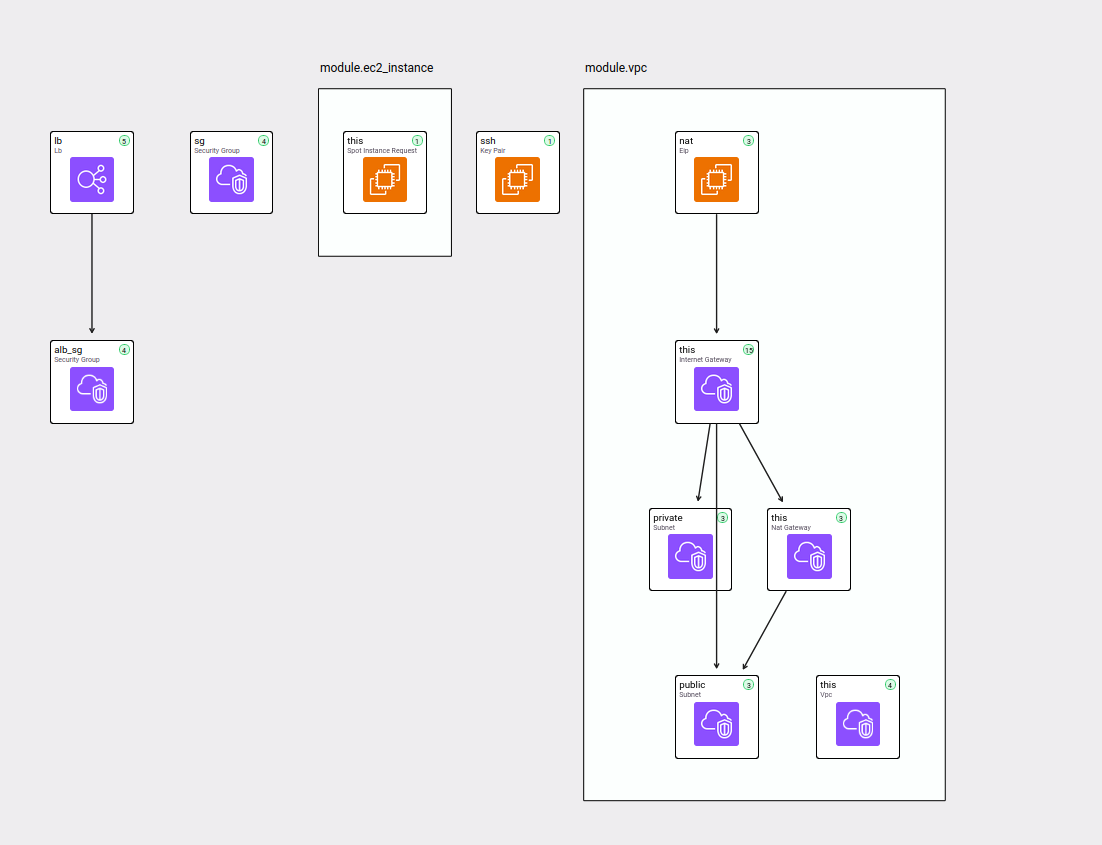 module.ec2_instance
module.vpc
lb 5
Lb
sg 4
Security Group
this 1
Spot Instance Request
ssh 1
Key Pair
nat 3
Eip
alb_sg 4
Security Group
this 15
Internet Gateway
private 3
Subnet
this 3
Nat Gateway
public 3
Subnet
this 4
Vpc